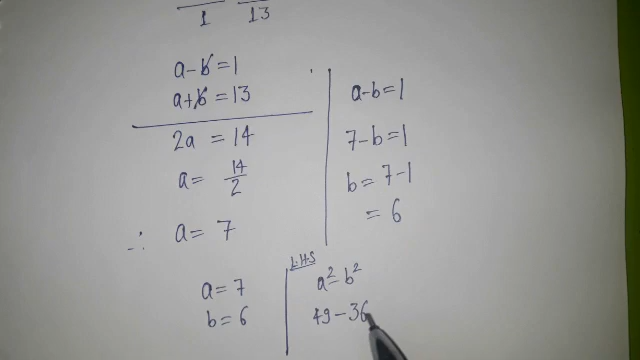 1 13
a-b=1
a+b=13
2a = 14
a= 14/2
∴ a= 7
a-b=1
7-b=1
b= 7-1
= 6
a= 7
b= 6
L.H.S
a²-b²
49-36